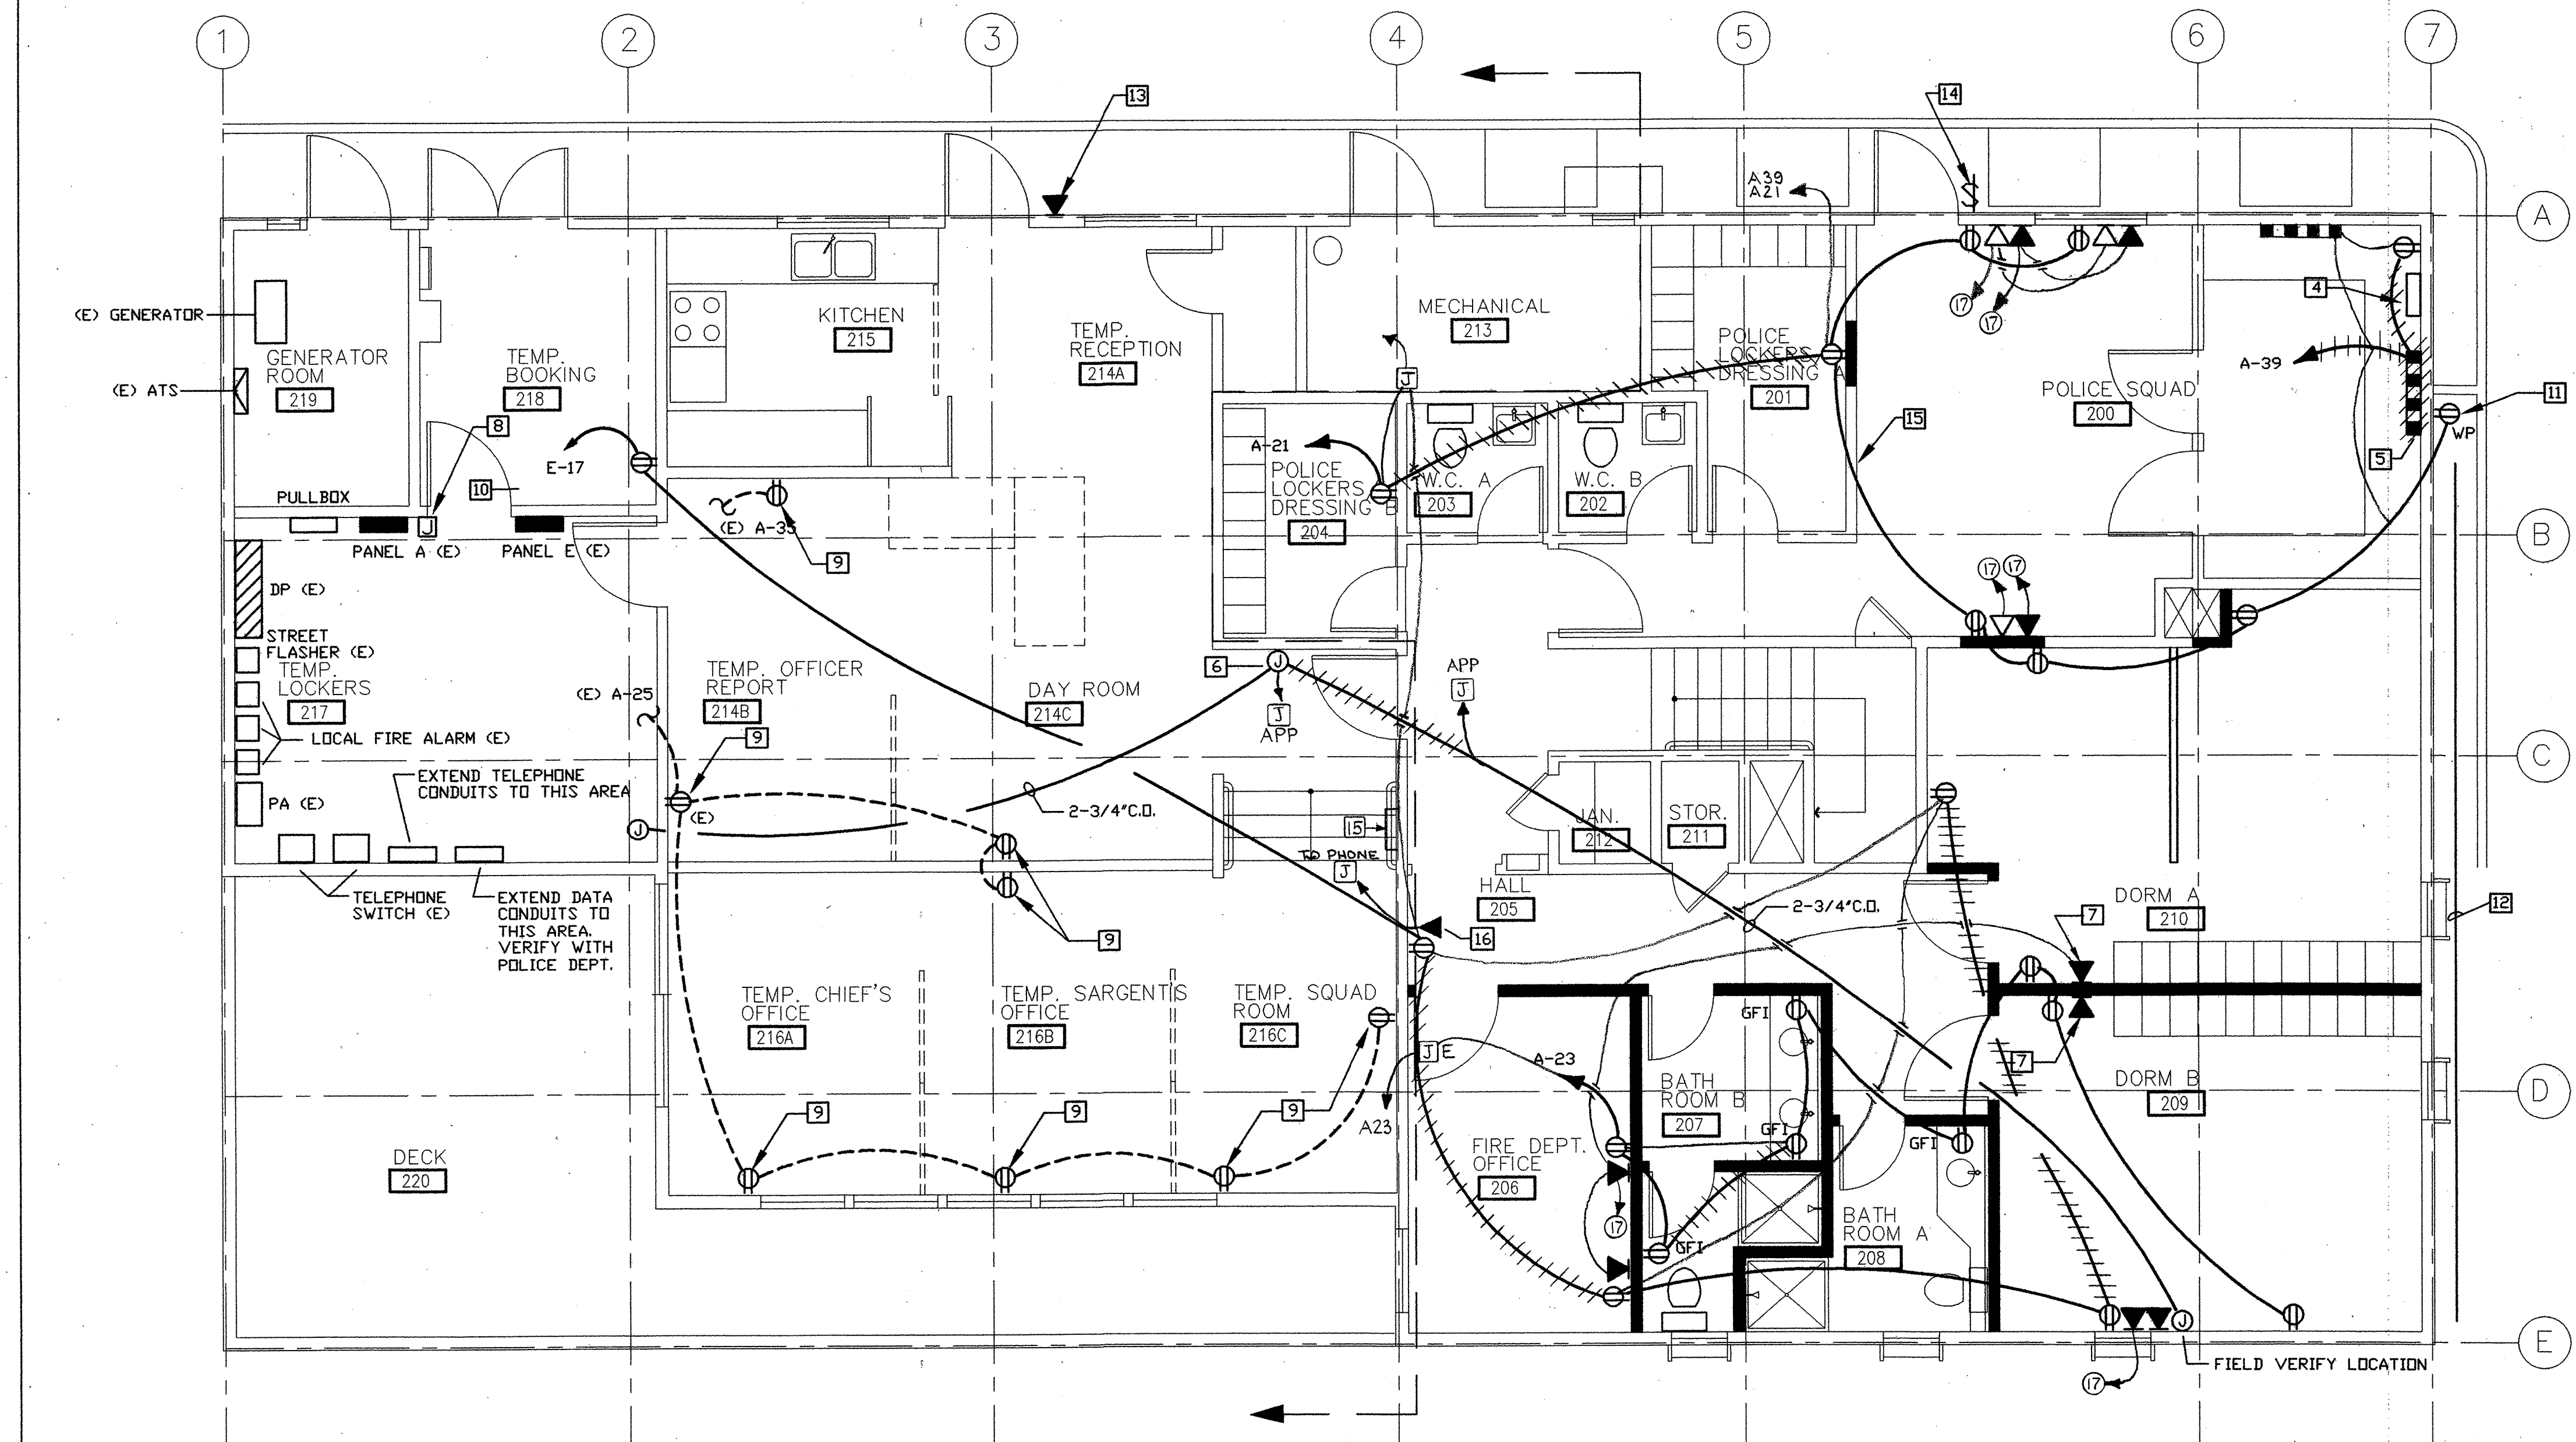 1
2
3
4
5
6
7
13
14
A39
A21
A
(E) GENERATOR
GENERATOR
ROOM
219
(E) ATS
TEMP.
BOOKING
218
8
E-17
10
PULLBOX
PANEL A (E)
PANEL E (E)
J
KITCHEN
215
TEMP.
RECEPTION
214A
MECHANICAL
213
J
POLICE
LOCKERS
DRESSING A
201
17
17
4
A-39
POLICE SQUAD
200
15
11
WP
5
A-21
POLICE
LOCKERS
DRESSING B
204
W.C. A
203
W.C. B
202
(E) A-35
9
B
DP (E)
STREET
FLASHER (E)
TEMP.
LOCKERS
217
LOCAL FIRE ALARM (E)
PA (E)
EXTEND TELEPHONE
CONDUITS TO THIS AREA
TELEPHONE
SWITCH (E)
EXTEND DATA
CONDUITS TO
THIS AREA.
VERIFY WITH
POLICE DEPT.
17
17
(E) A-25
TEMP. OFFICER
REPORT
214B
9
(E)
J
DAY ROOM
214C
6
J
J
APP
APP
J
2-3/4"C.O.
15
TO PHONE
J
C
JAN.
212
STOR.
211
HALL
205
16
2-3/4"C.O.
DORM A
210
7
12
9
TEMP. CHIEF'S
OFFICE
216A
TEMP. SARGENT'S
OFFICE
216B
TEMP. SQUAD
ROOM
216C
9
9
9
J E
A23
A-23
GFI
BATH
ROOM B
207
GFI
GFI
7
DORM B
209
D
DECK
220
FIRE DEPT.
OFFICE
206
17
GFI
BATH
ROOM A
208
J
FIELD VERIFY LOCATION
17
E